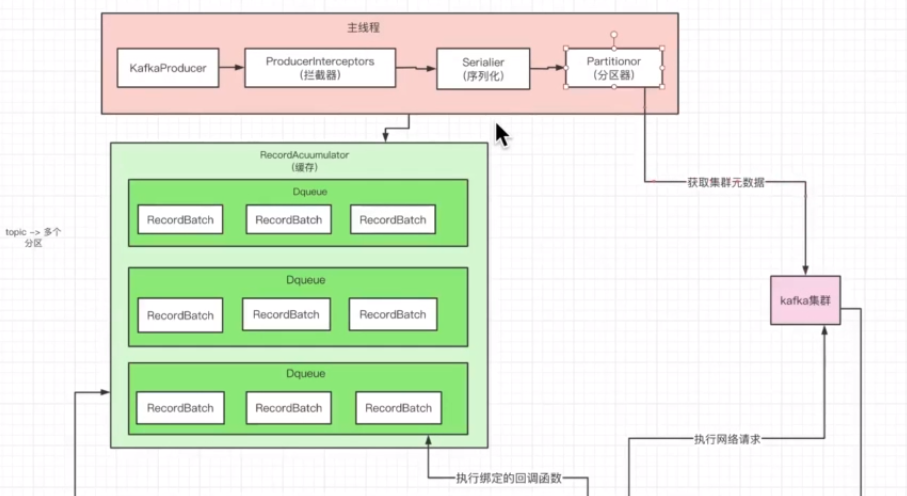 主线程
KafkaProducer
ProducerInterceptors
(拦截器)
Serialier
(序列化)
Partitionor
(分区器)
RecordAcuumulator
(缓存)
Dqueue
RecordBatch
RecordBatch
RecordBatch
获取集群元数据
topic -> 多个
分区
Dqueue
RecordBatch
RecordBatch
RecordBatch
kafka集群
Dqueue
RecordBatch
RecordBatch
RecordBatch
执行网络请求
执行绑定的回调函数